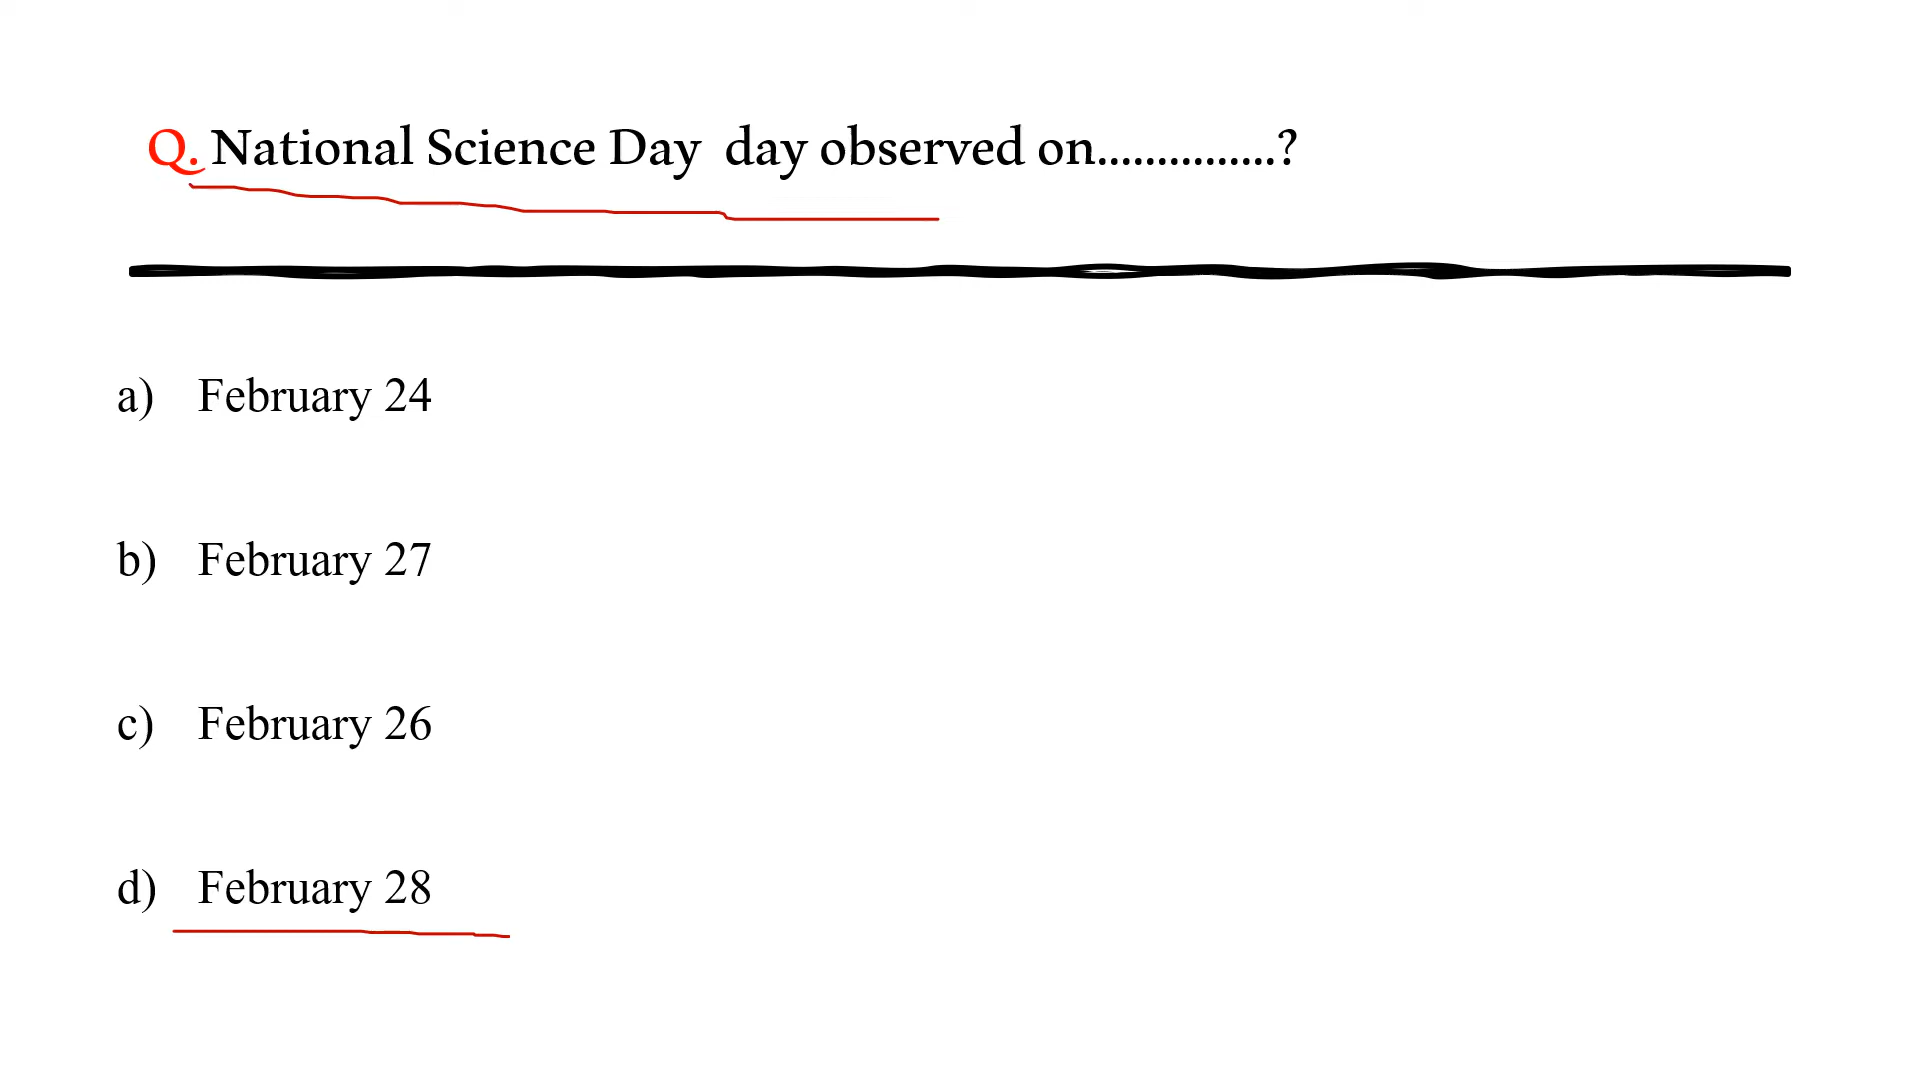 Q. National Science Day  day observed on...............?
a) February 24
b) February 27
c) February 26
d) February 28